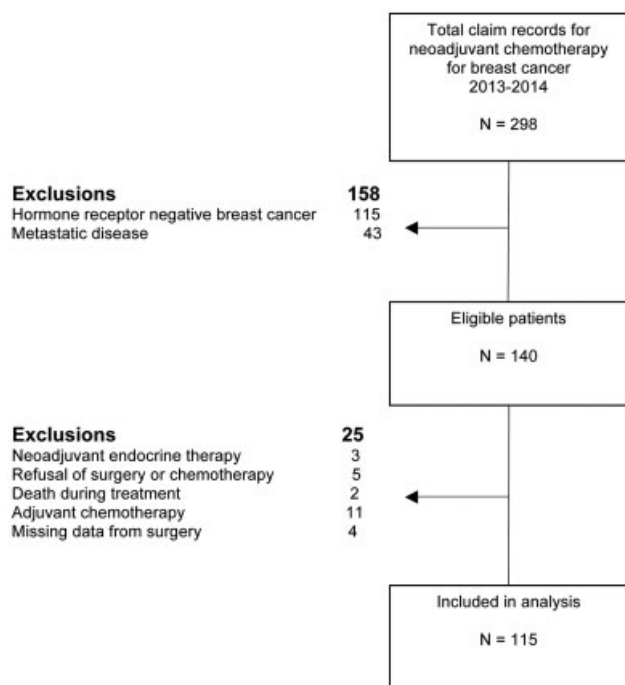 Total claim records for
neoadjuvant chemotherapy
for breast cancer
2013-2014
N = 298
Exclusions 158
Hormone receptor negative breast cancer 115
Metastatic disease 43
Eligible patients
N = 140
Exclusions 25
Neoadjuvant endocrine therapy 3
Refusal of surgery or chemotherapy 5
Death during treatment 2
Adjuvant chemotherapy 11
Missing data from surgery 4
Included in analysis
N = 115